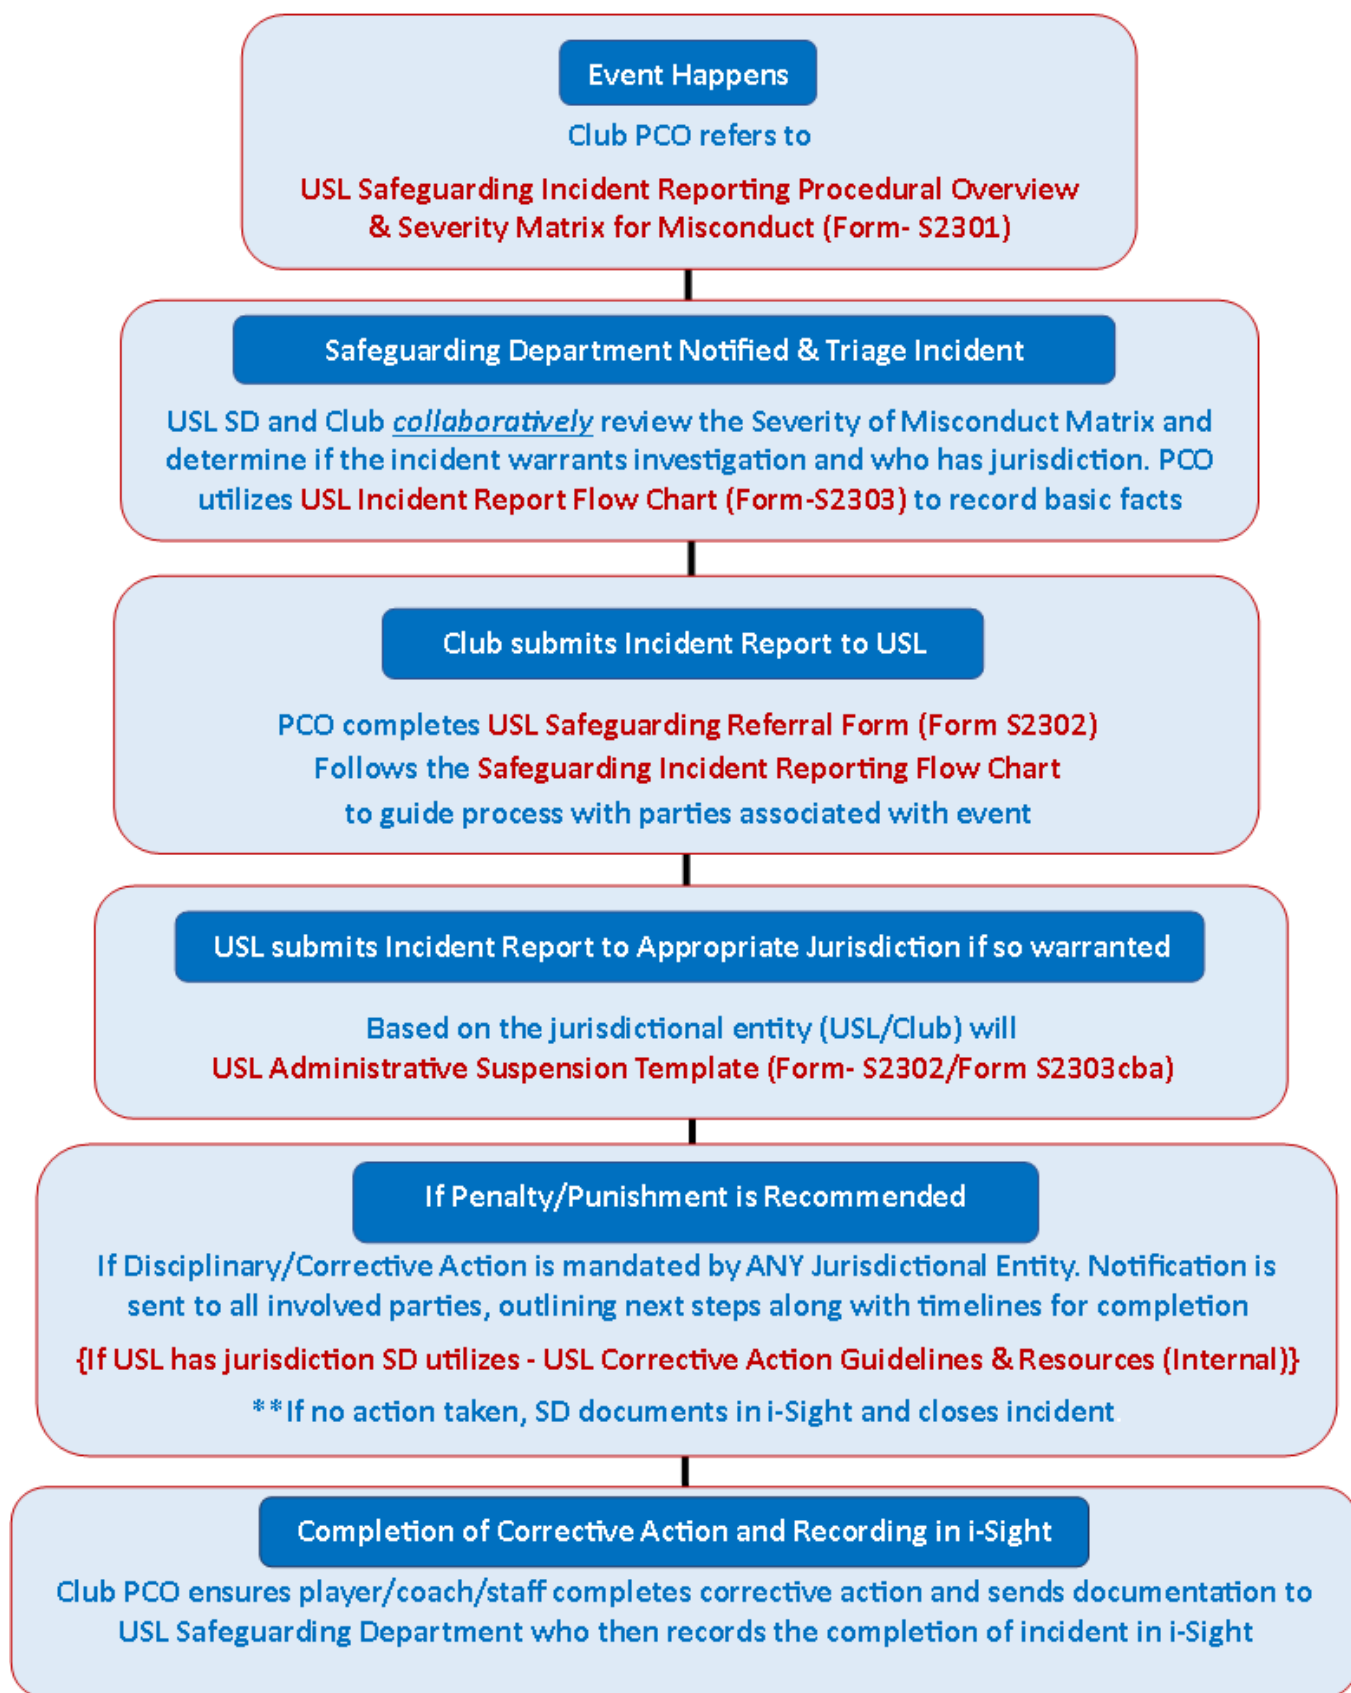 Event Happens
Club PCO refers to
USL Safeguarding Incident Reporting Procedural Overview
& Severity Matrix for Misconduct (Form- S2301)
Safeguarding Department Notified & Triage Incident
USL SD and Club collaboratively review the Severity of Misconduct Matrix and
determine if the incident warrants investigation and who has jurisdiction. PCO
utilizes USL Incident Report Flow Chart (Form-S2303) to record basic facts
Club submits Incident Report to USL
PCO completes USL Safeguarding Referral Form (Form S2302)
Follows the Safeguarding Incident Reporting Flow Chart
to guide process with parties associated with event
USL submits Incident Report to Appropriate Jurisdiction if so warranted
Based on the jurisdictional entity (USL/Club) will
USL Administrative Suspension Template (Form- S2302/Form S2303cba)
If Penalty/Punishment is Recommended
If Disciplinary/Corrective Action is mandated by ANY Jurisdictional Entity. Notification is
sent to all involved parties, outlining next steps along with timelines for completion
{If USL has jurisdiction SD utilizes - USL Corrective Action Guidelines & Resources (Internal)}
**If no action taken, SD documents in i-Sight and closes incident.
Completion of Corrective Action and Recording in i-Sight
Club PCO ensures player/coach/staff completes corrective action and sends documentation to
USL Safeguarding Department who then records the completion of incident in i-Sight